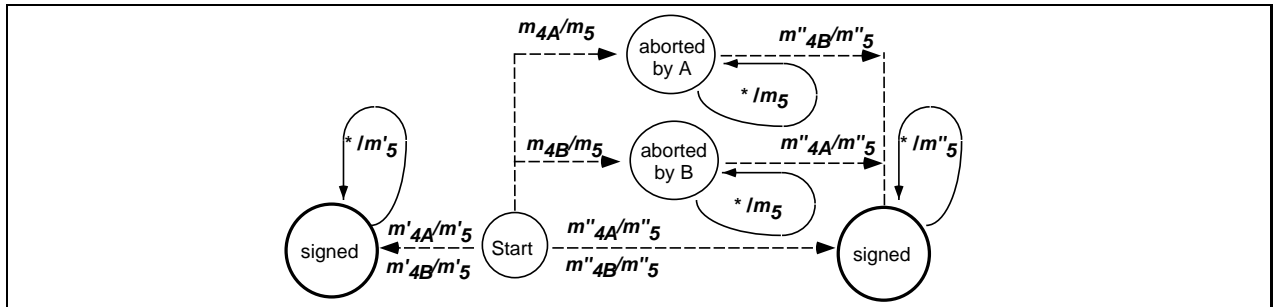 m4A/m5
aborted
by A
m"4B/m"5
* /m5
* /m'5
m4B/m5
aborted
by B
m"4A/m"5
* /m"5
* /m5
signed
m'4A/m'5
m'4B/m'5
Start
m"4A/m"5
m"4B/m"5
signed